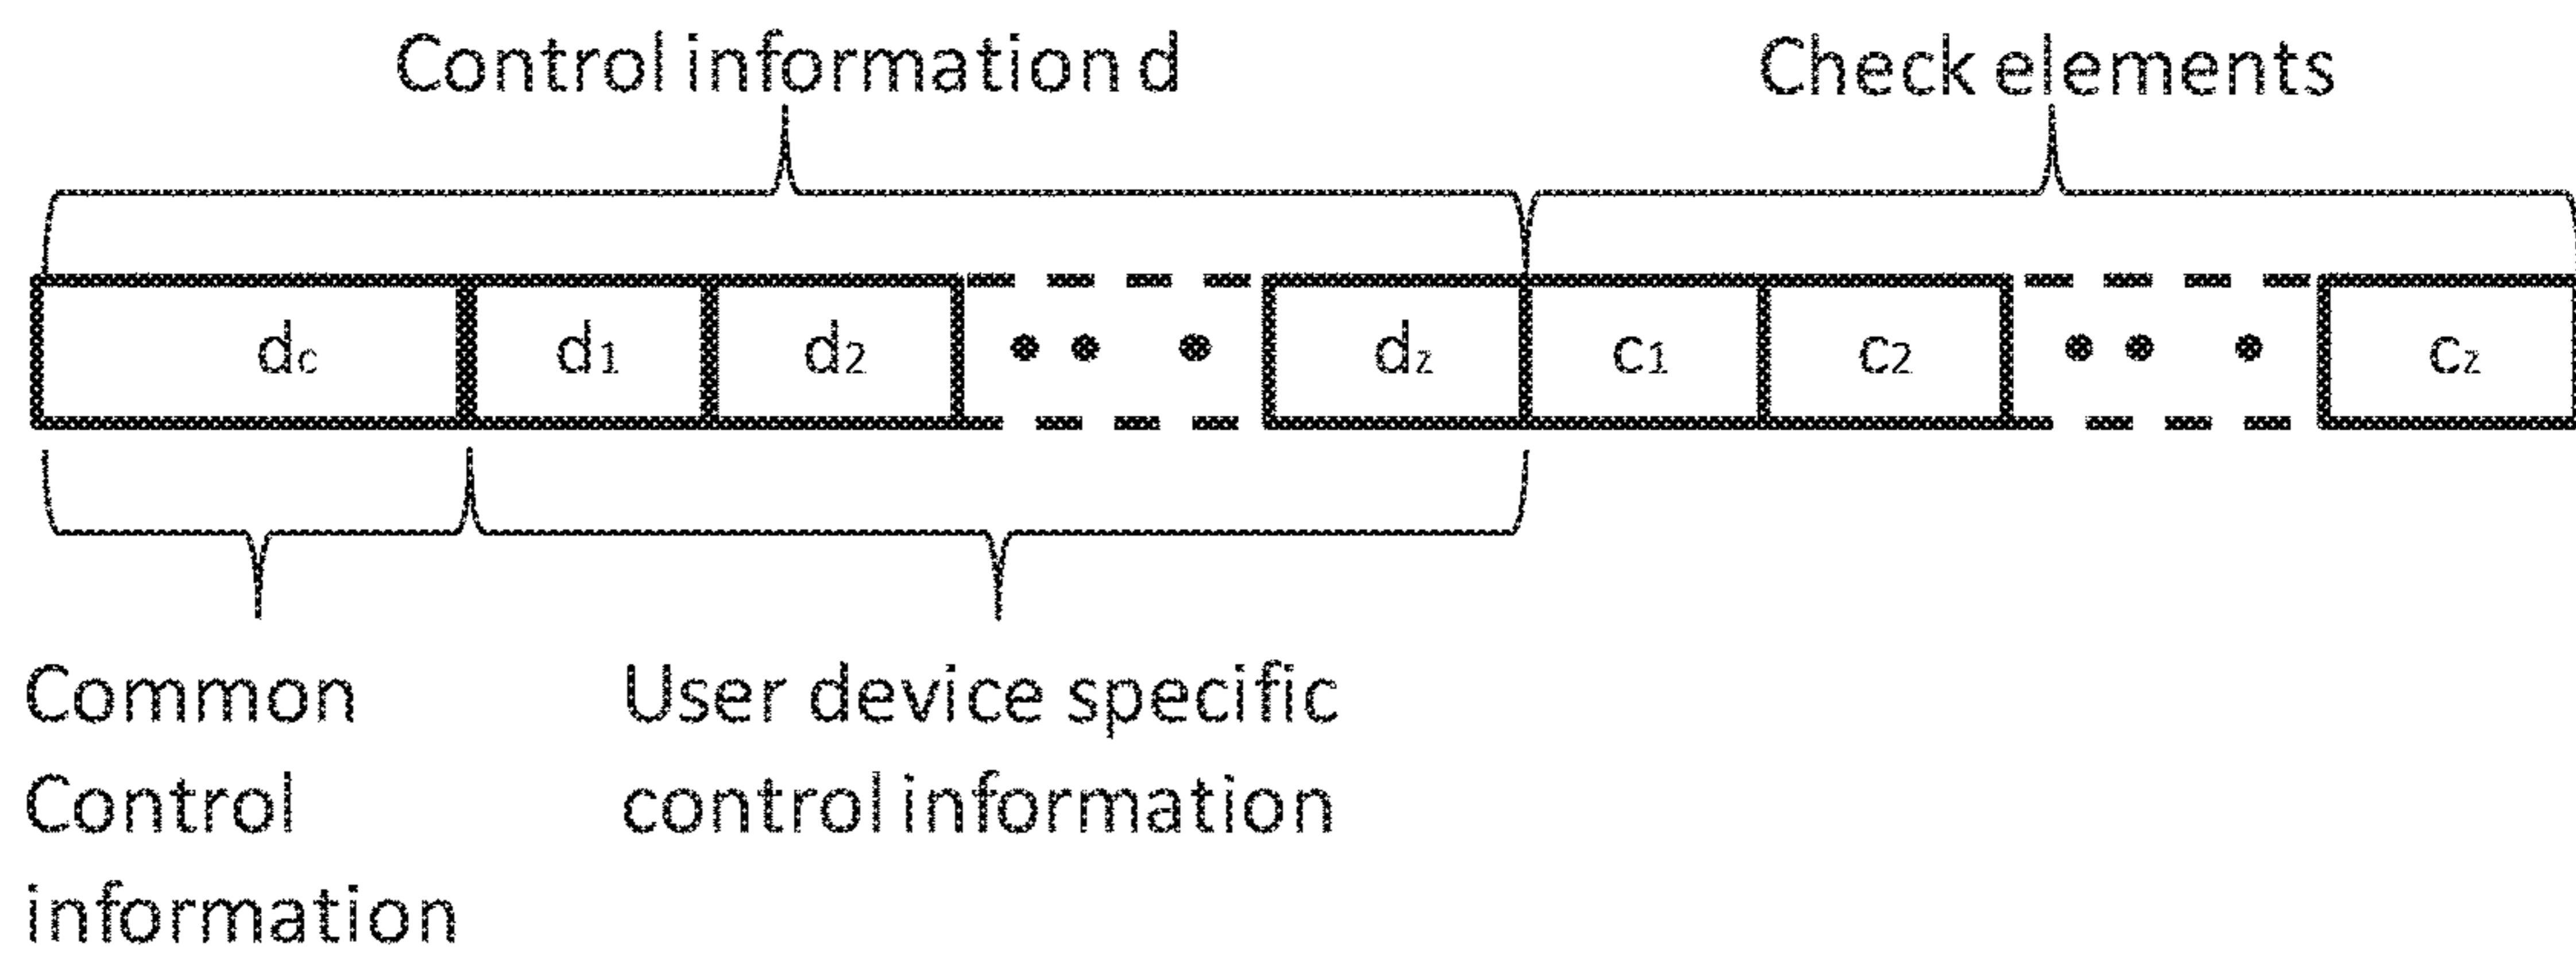 Control information d
Check elements
dc d1 d2 dz c1 c2 cz
Common
Control
information
User device specific
control information